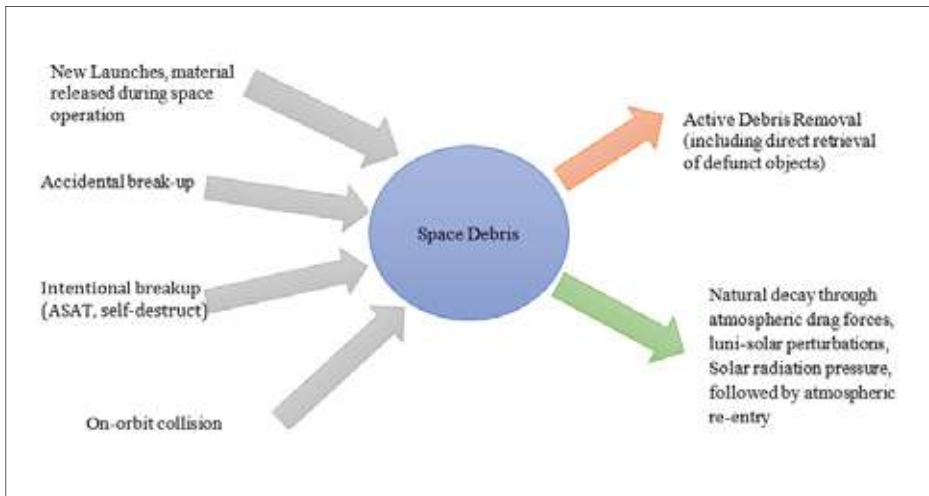 New Launches, material
released during space
operation
Accidental break-up
Intentional breakup
(ASAT, self-destruct)
On-orbit collision
Space Debris
Active Debris Removal
(including direct retrieval
of defunct objects)
Natural decay through
atmospheric drag forces,
luni-solar perturbations,
Solar radiation pressure,
followed by atmospheric
re-entry